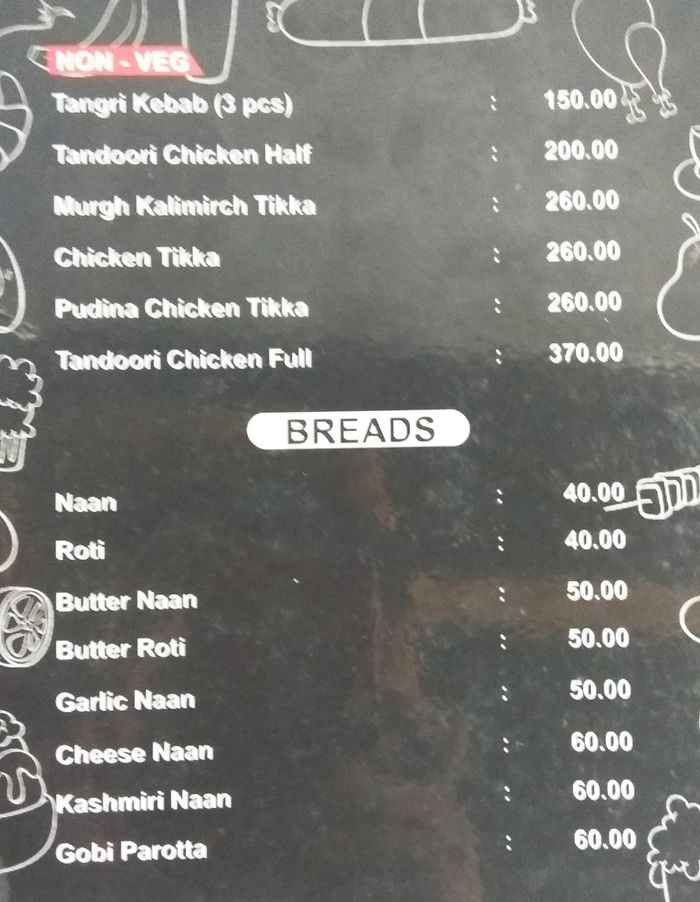 NON - VEG
Tangri Kebab (3 pcs) : 150.00
Tandoori Chicken Half : 200.00
Murgh Kalimirch Tikka : 260.00
Chicken Tikka : 260.00
Pudina Chicken Tikka : 260.00
Tandoori Chicken Full : 370.00
BREADS
Naan : 40.00
Roti : 40.00
Butter Naan : 50.00
Butter Roti : 50.00
Garlic Naan : 50.00
Cheese Naan : 60.00
Kashmiri Naan : 60.00
Gobi Parotta : 60.00